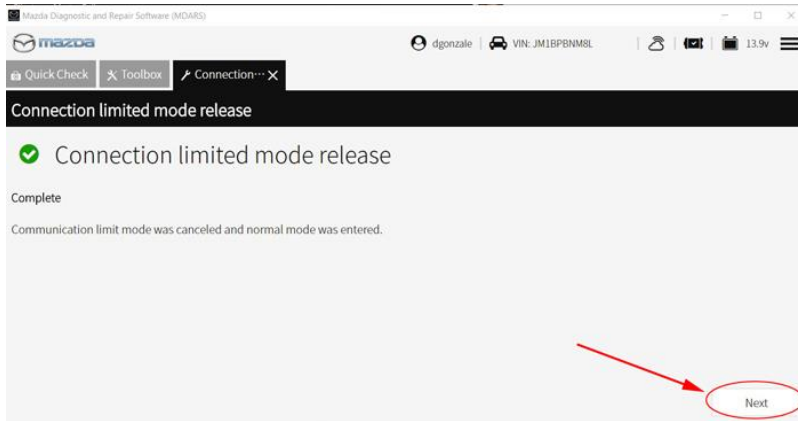 Mazda Diagnostic and Repair Software (MDARS)
mazda
dgonzale
VIN: JM1BPBNM8L
13.9v
Quick Check
Toolbox
Connection···
Connection limited mode release
Connection limited mode release
Complete
Communication limit mode was canceled and normal mode was entered.
Next